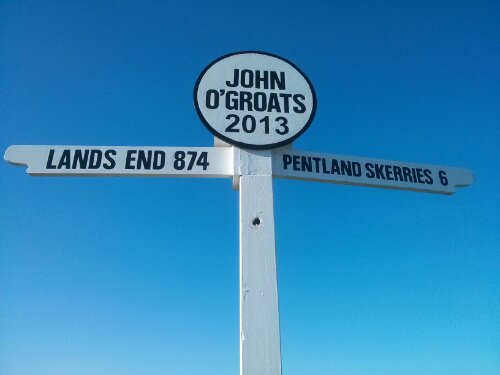 JOHN
O'GROATS
2013
LANDS END 874
PENTLAND SKERRIES 6